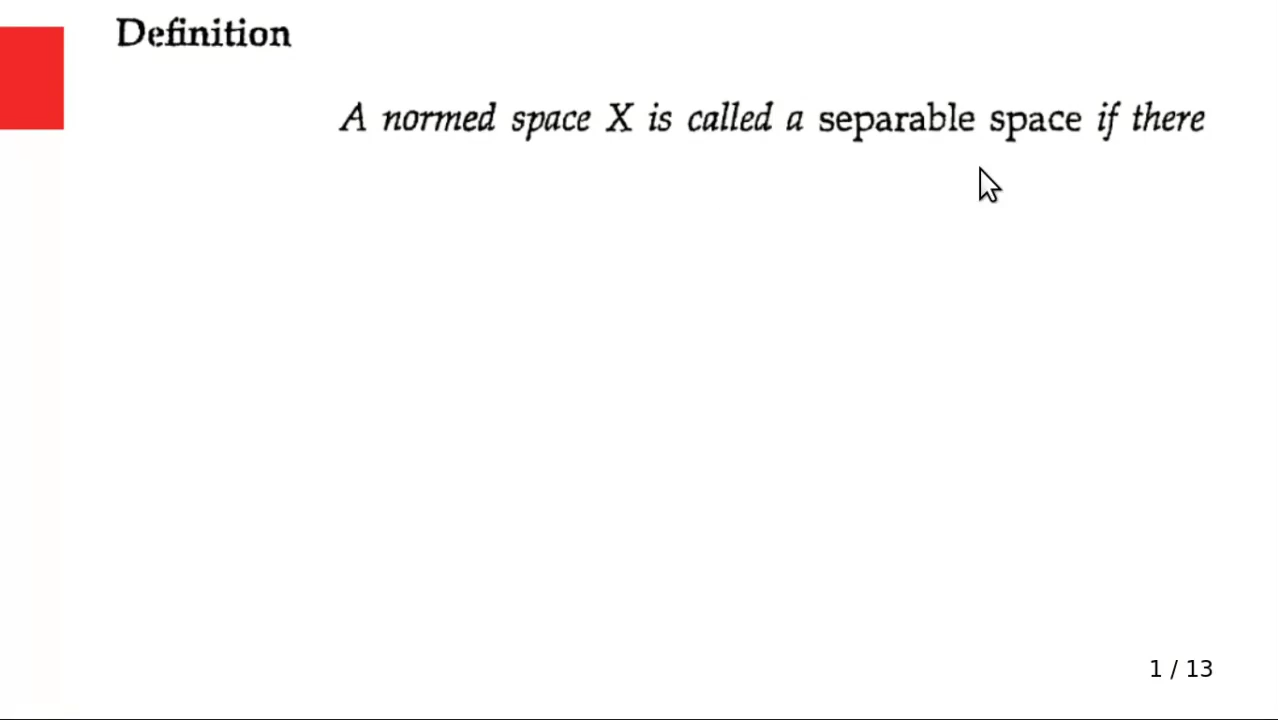 Definition
A normed space X is called a separable space if there
1 / 13